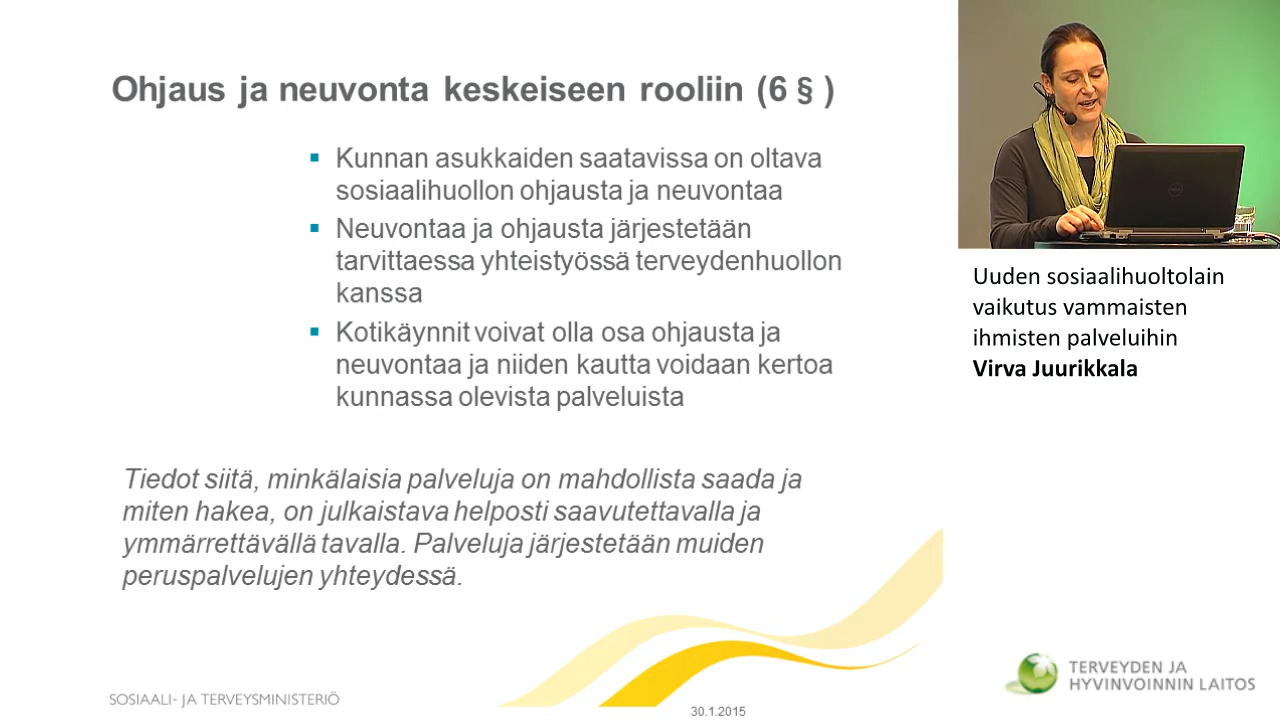 Ohjaus ja neuvonta keskeiseen rooliin (6 § )
Kunnan asukkaiden saatavissa on oltava
sosiaalihuollon ohjausta ja neuvontaa
Neuvontaa ja ohjausta järjestetään
tarvittaessa yhteistyössä terveydenhuollon
kanssa
Kotikäynnit voivat olla osa ohjausta ja
neuvontaa ja niiden kautta voidaan kertoa
kunnassa olevista palveluista
Tiedot siitä, minkälaisia palveluja on mahdollista saada ja
miten hakea, on julkaistava helposti saavutettavalla ja
ymmärrettävällä tavalla. Palveluja järjestetään muiden
peruspalvelujen yhteydessä.
SOSIAALI- JA TERVEYSMINISTERIÖ
30.1.2015
Uuden sosiaalihuoltolain
vaikutus vammaisten
ihmisten palveluihin
Virva Juurikkala
TERVEYDEN JA
HYVINVOINNIN LAITOS